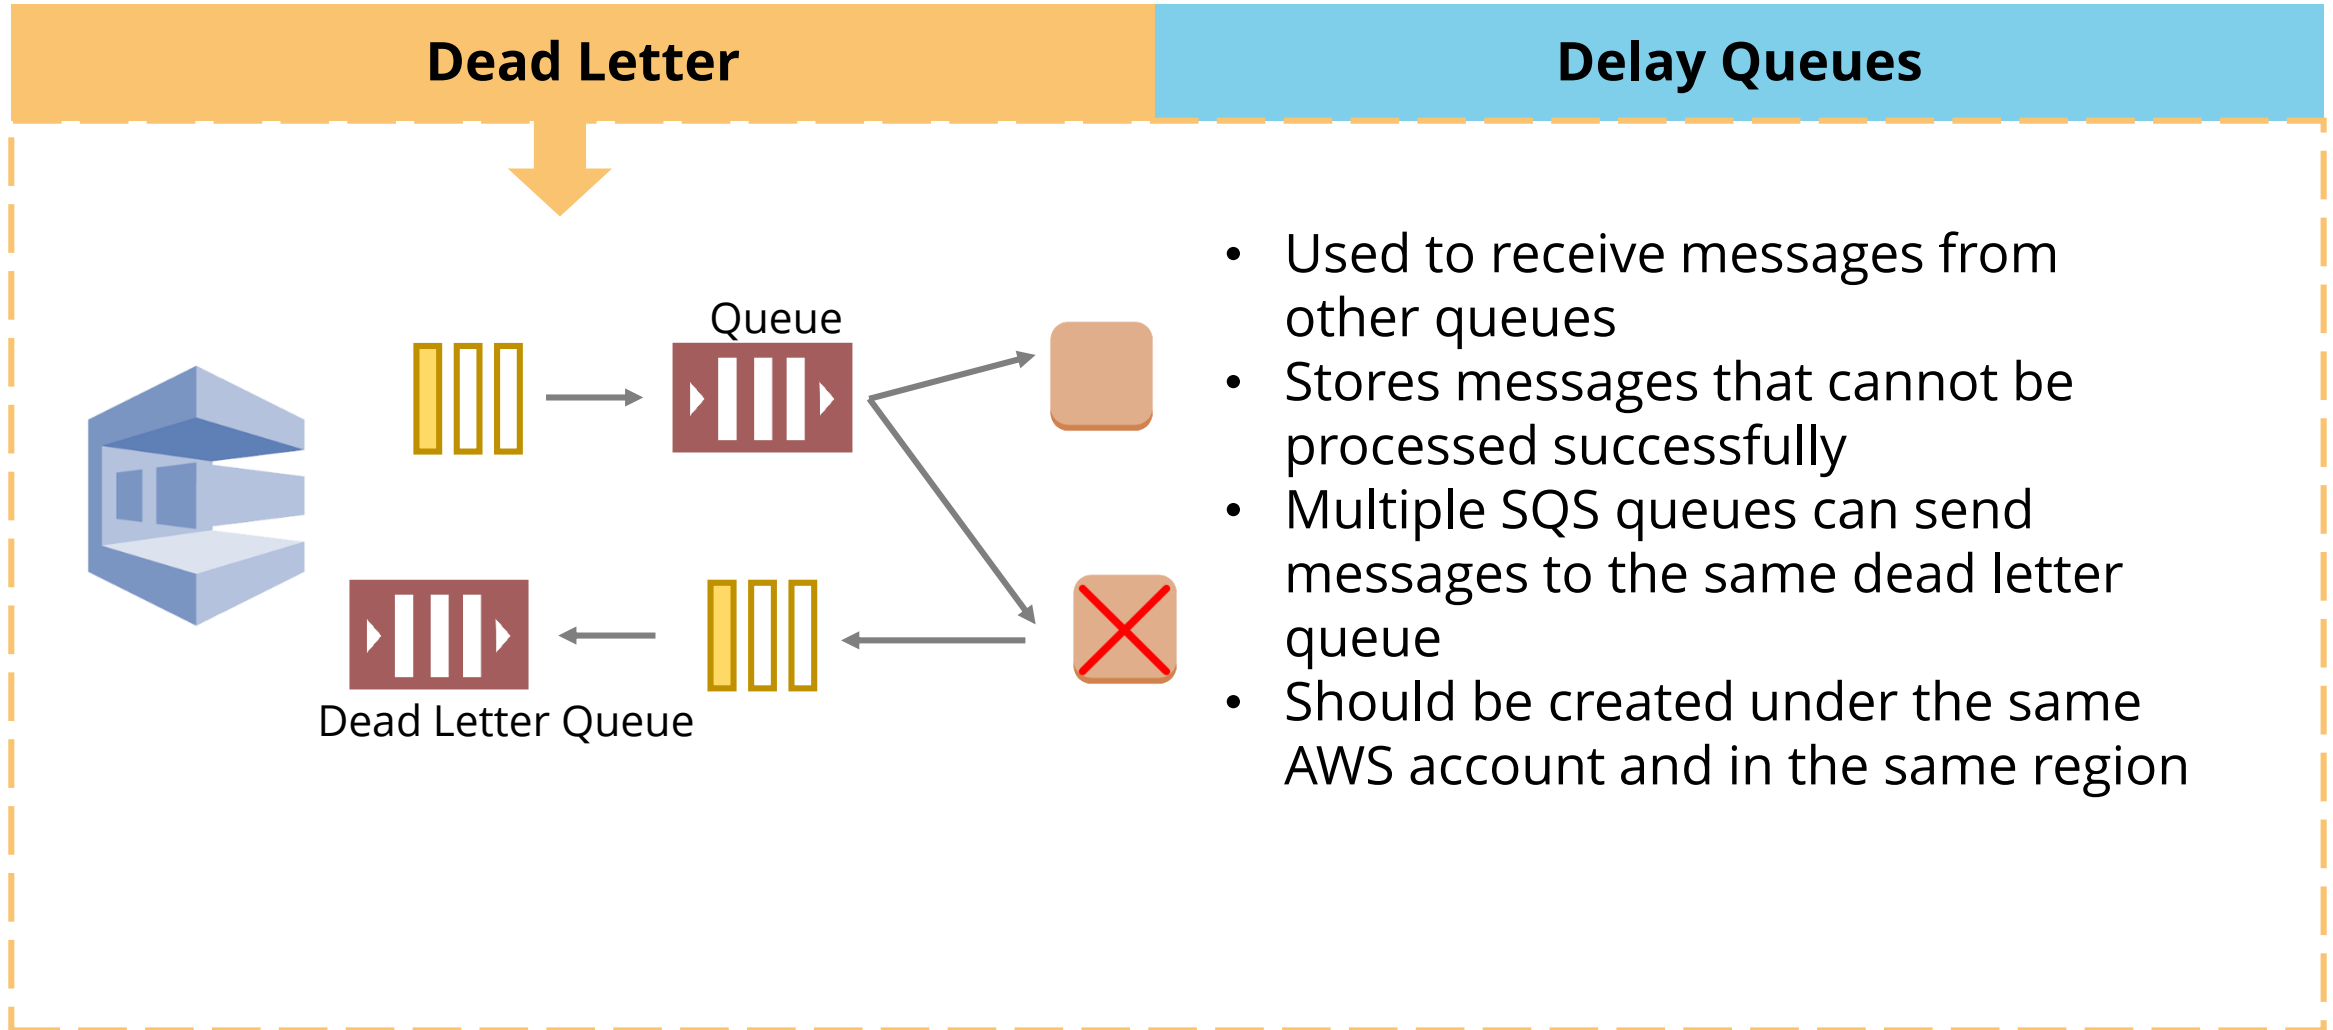 Dead Letter
Delay Queues
Queue
Dead Letter Queue
• Used to receive messages from
other queues
• Stores messages that cannot be
processed successfully
• Multiple SQS queues can send
messages to the same dead letter
queue
• Should be created under the same
AWS account and in the same region